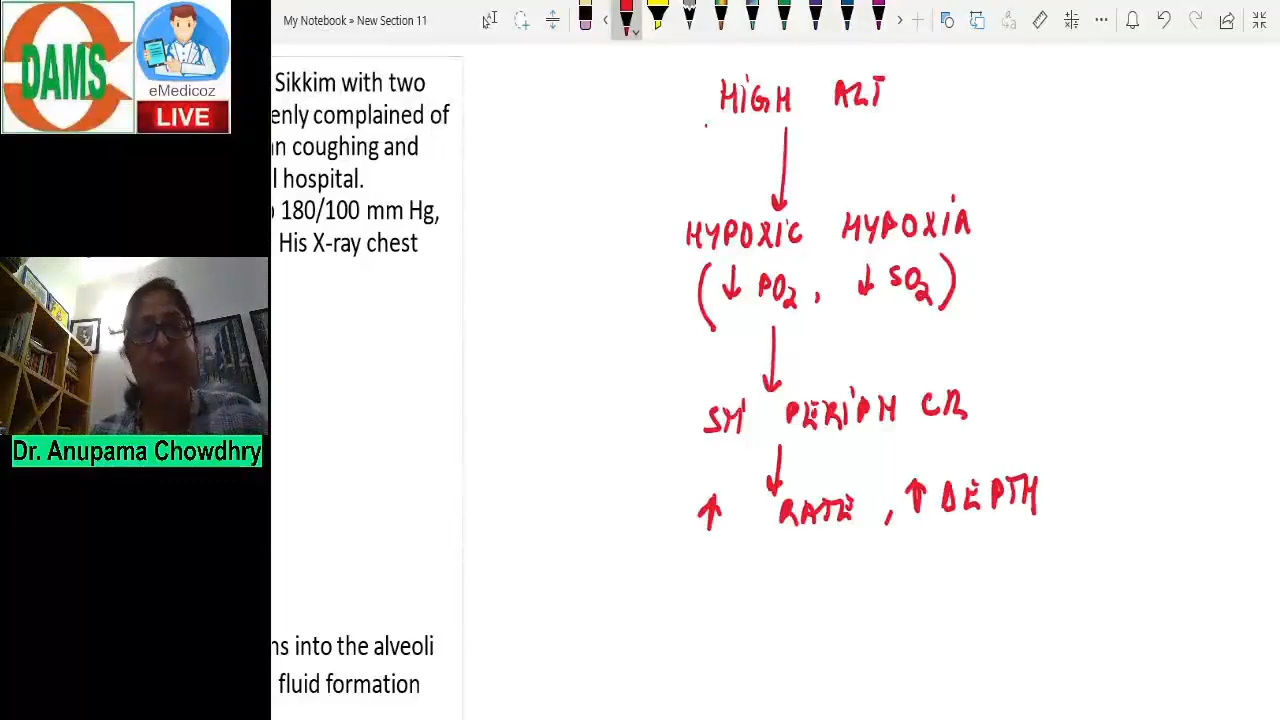 DAMS
eMedicoz
LIVE
My Notebook » New Section 11
Sikkim with two
enly complained of
n coughing and
l hospital.
180/100 mm Hg,
His X-ray chest
Dr. Anupama Chowdhry
ns into the alveoli
fluid formation
HIGH ALT
HYPOXIC HYPOXIA
(↓ PO2, ↓ SO2)
STI PERIPH CR
↑ RATE, ↑ DEPTH